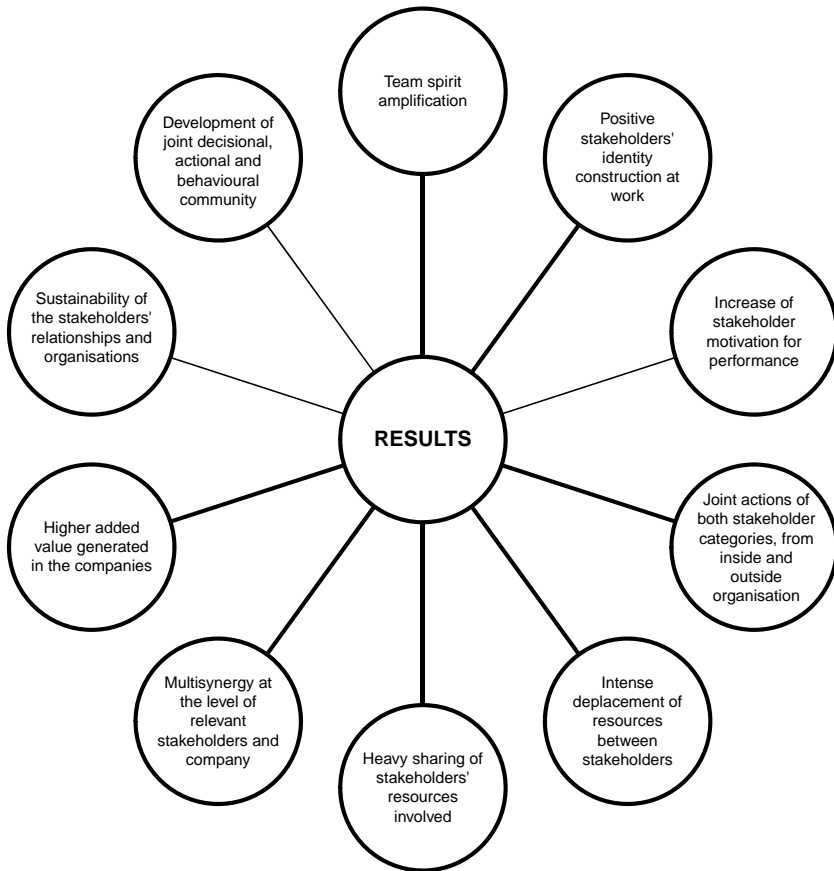 Team spirit
amplification
Positive
stakeholders'
identity
construction at
work
Increase of
stakeholder
motivation for
performance
Joint actions of
both stakeholder
categories, from
inside and
outside
organisation
Intense
deplacement of
resources
between
stakeholders
Heavy sharing of
stakeholders'
resources
involved
Multisynergy at
the level of
relevant
stakeholders and
company
Higher added
value generated
in the companies
Sustainability of
the stakeholders'
relationships and
organisations
Development of
joint decisional,
actional and
behavioural
community
RESULTS